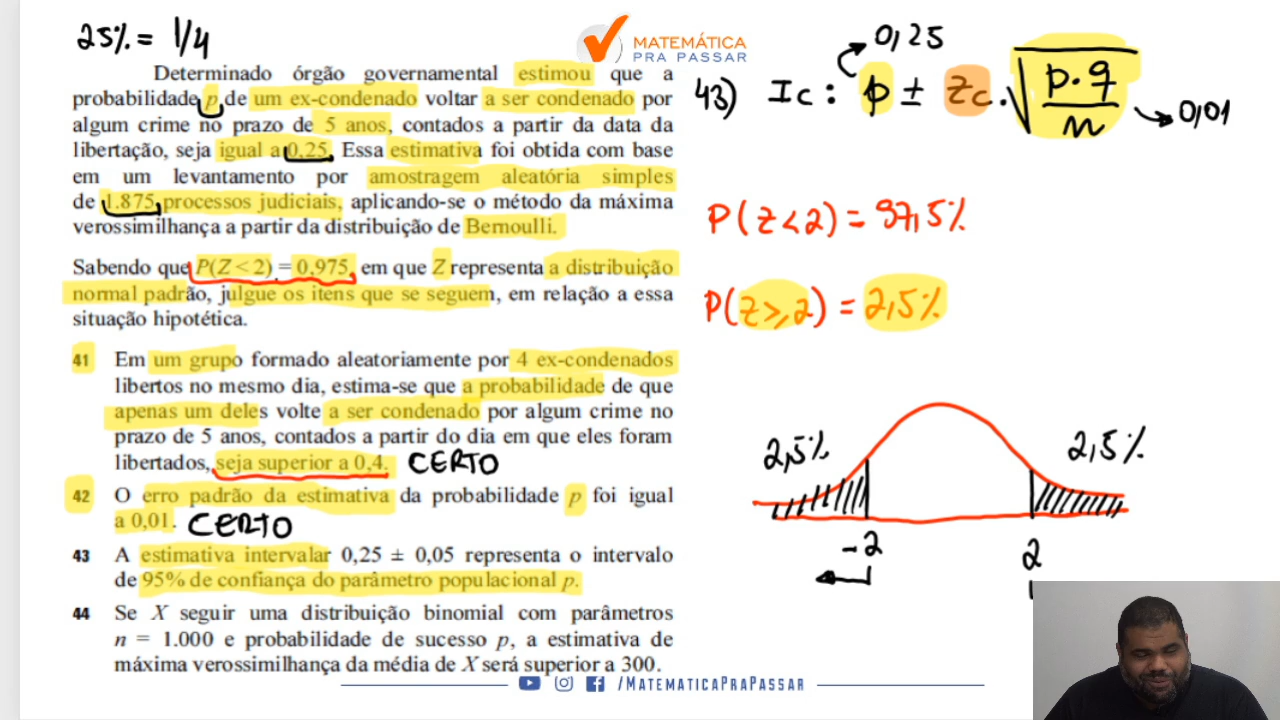 25% = 1/4
MATEMÁTICA
PRA PASSAR
Determinado órgão governamental estimou que a
probabilidade p de um ex-condenado voltar a ser condenado por
algum crime no prazo de 5 anos, contados a partir da data da
libertação, seja igual a 0,25. Essa estimativa foi obtida com base
em um levantamento por amostragem aleatória simples
de 1.875 processos judiciais, aplicando-se o método da máxima
verossimilhança a partir da distribuição de Bernoulli.
Sabendo que P(Z < 2) = 0,975, em que Z representa a distribuição
normal padrão, julgue os itens que se seguem, em relação a essa
situação hipotética.
41 Em um grupo formado aleatoriamente por 4 ex-condenados
libertos no mesmo dia, estima-se que a probabilidade de que
apenas um deles volte a ser condenado por algum crime no
prazo de 5 anos, contados a partir do dia em que eles foram
libertados, seja superior a 0,4. CERTO
42 O erro padrão da estimativa da probabilidade p foi igual
a 0,01. CERTO
43 A estimativa intervalar 0,25 ± 0,05 representa o intervalo
de 95% de confiança do parâmetro populacional p.
44 Se X seguir uma distribuição binomial com parâmetros
n = 1.000 e probabilidade de sucesso p, a estimativa de
máxima verossimilhança da média de X será superior a 300.
0,25
43) Ic: p ± Zc. √p.q/n
0,01
P(Z < 2) = 97,5%
P(Z ≥ 2) = 2,5%
2,5% 2,5%
-2 2
/MATEMATICAPRAPASSAR